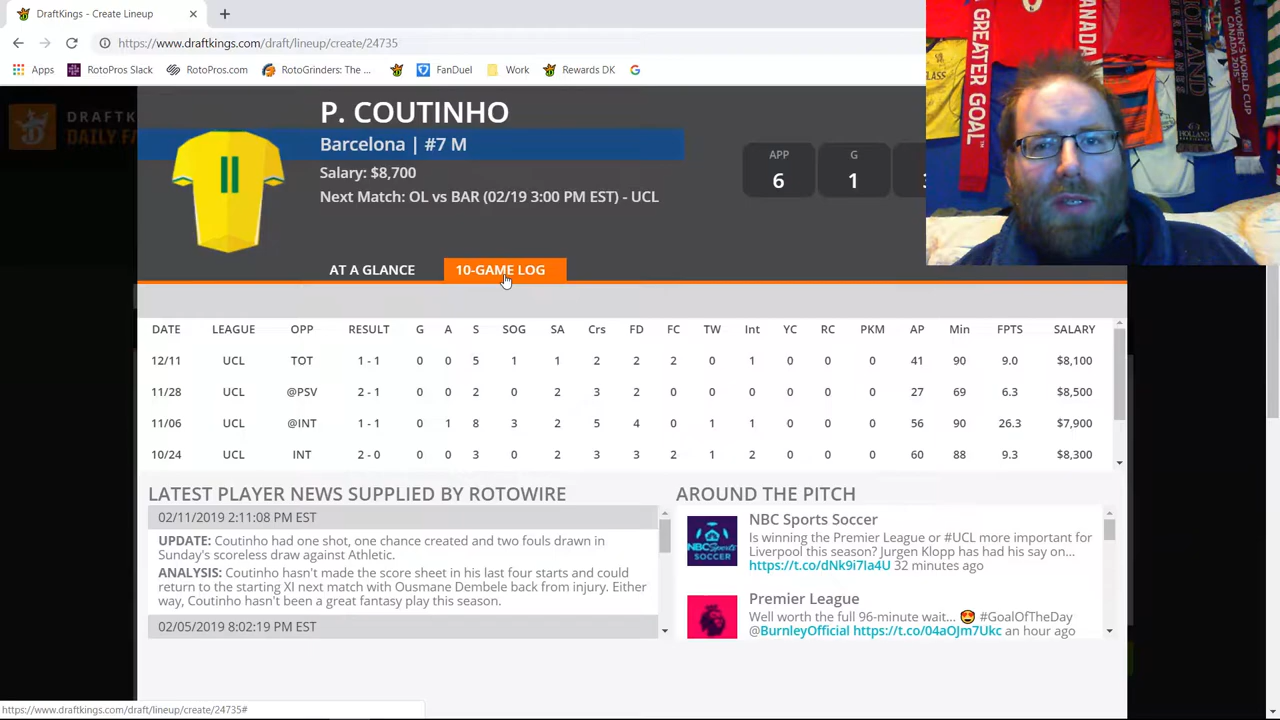 DraftKings - Create Lineup
https://www.draftkings.com/draft/lineup/create/24735
Apps
RotoPros Slack
RotoPros.com
RotoGrinders: The ...
FanDuel
Work
Rewards DK
DRAFTK
DAILY FA
P. COUTINHO
Barcelona | #7 M
Salary: $8,700
Next Match: OL vs BAR (02/19 3:00 PM EST) - UCL
11
APP
6
G
1
GREATER GOAL
CANADA
HOLLAND
A WOMEN'S WORLD CUP
CANADA 2015
AT A GLANCE
10-GAME LOG
DATE LEAGUE OPP RESULT G A S SOG SA Crs FD FC TW Int YC RC PKM AP Min FPTS SALARY
12/11 UCL TOT 1 - 1 0 0 5 1 1 2 2 2 0 1 0 0 0 41 90 9.0 $8,100
11/28 UCL @PSV 2 - 1 0 0 2 0 2 3 2 0 0 0 0 0 0 27 69 6.3 $8,500
11/06 UCL @INT 1 - 1 0 1 8 3 2 5 4 0 1 1 0 0 0 56 90 26.3 $7,900
10/24 UCL INT 2 - 0 0 0 3 0 2 3 3 2 1 2 0 0 0 60 88 9.3 $8,300
LATEST PLAYER NEWS SUPPLIED BY ROTOWIRE
02/11/2019 2:11:08 PM EST
UPDATE: Coutinho had one shot, one chance created and two fouls drawn in
Sunday's scoreless draw against Athletic.
ANALYSIS: Coutinho hasn't made the score sheet in his last four starts and could
return to the starting XI next match with Ousmane Dembele back from injury. Either
way, Coutinho hasn't been a great fantasy play this season.
02/05/2019 8:02:19 PM EST
AROUND THE PITCH
NBC Sports Soccer
Is winning the Premier League or #UCL more important for
Liverpool this season? Jurgen Klopp has had his say on...
https://t.co/dNk9i7Ia4U 32 minutes ago
Premier League
Well worth the full 96-minute wait... 😍 #GoalOfTheDay
@BurnleyOfficial https://t.co/04aOJm7Ukc an hour ago
https://www.draftkings.com/draft/lineup/create/24735#